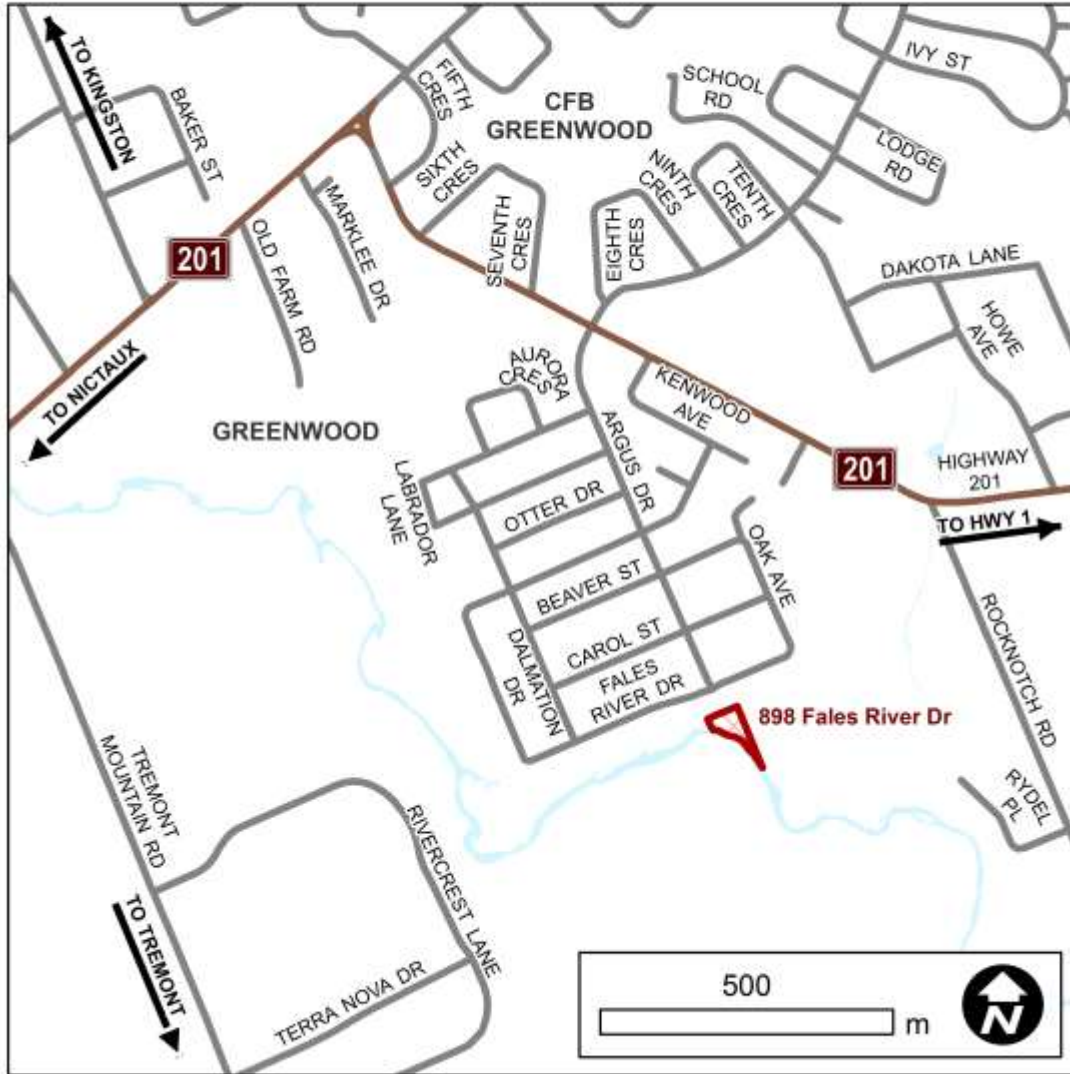 TO KINGSTON
BAKER ST
FIFTH
CRES
CFB
GREENWOOD
SCHOOL
RD
IVY ST
LODGE
RD
SIXTH
CRES
NINTH
CRES
TENTH
CRES
MARKLEE DR
OLD FARM RD
201
SEVENTH
CRES
EIGHTH
CRES
DAKOTA LANE
HOWE
AVE
TO NICTAUX
GREENWOOD
AURORA
CRES
KENWOOD
AVE
ARGUS DR
LABRADOR
LANE
OTTER DR
201
HIGHWAY
201
TO HWY 1
OAK AVE
BEAVER ST
CAROL ST
DALMATION
DR
FALES
RIVER DR
ROCKNOTCH RD
898 Fales River Dr
TREMONT
MOUNTAIN RD
RYDEL
PL
RIVERCREST LANE
TO TREMONT
TERRA NOVA DR
500
m
N